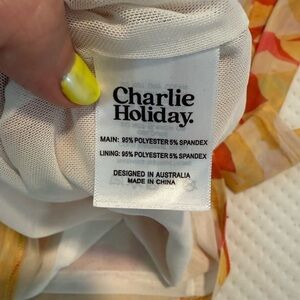 Charlie
Holiday.
MAIN: 95% POLYESTER 5% SPANDEX
LINING: 95% POLYESTER 5% SPANDEX
DESIGNED IN AUSTRALIA
MADE IN CHINA